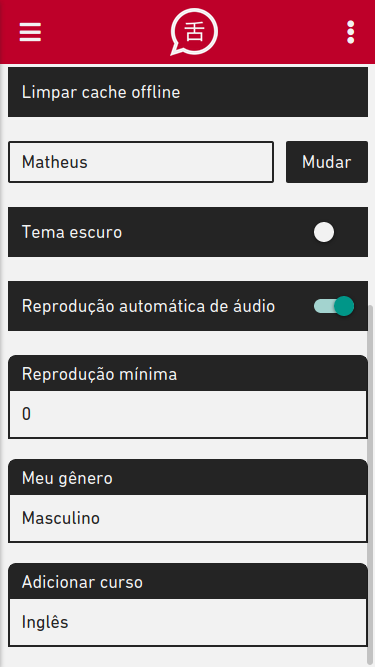 舌
Limpar cache offline
Matheus
Mudar
Tema escuro
Reprodução automática de áudio
Reprodução mínima
0
Meu gênero
Masculino
Adicionar curso
Inglês